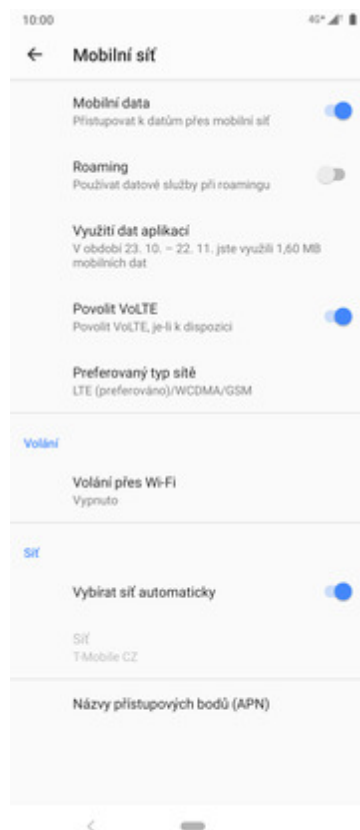 10:00 4G+
Mobilní síť
Mobilní data
Přistupovat k datům přes mobilní síť
Roaming
Používat datové služby při roamingu
Využití dat aplikací
V období 23. 10. – 22. 11. jste využili 1,60 MB
mobilních dat
Povolit VoLTE
Povolit VoLTE, je-li k dispozici
Preferovaný typ sítě
LTE (preferováno)/WCDMA/GSM
Volání
Volání přes Wi-Fi
Vypnuto
Síť
Vybírat síť automaticky
Síť
T-Mobile CZ
Názvy přístupových bodů (APN)